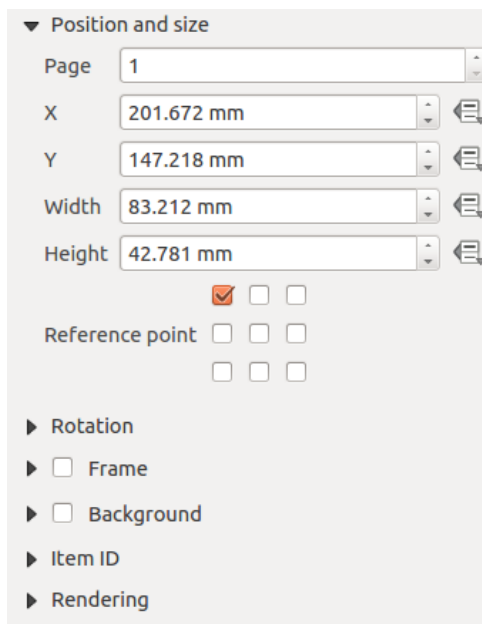 Position and size
Page 1
X 201.672 mm
Y 147.218 mm
Width 83.212 mm
Height 42.781 mm
Reference point
Rotation
Frame
Background
Item ID
Rendering